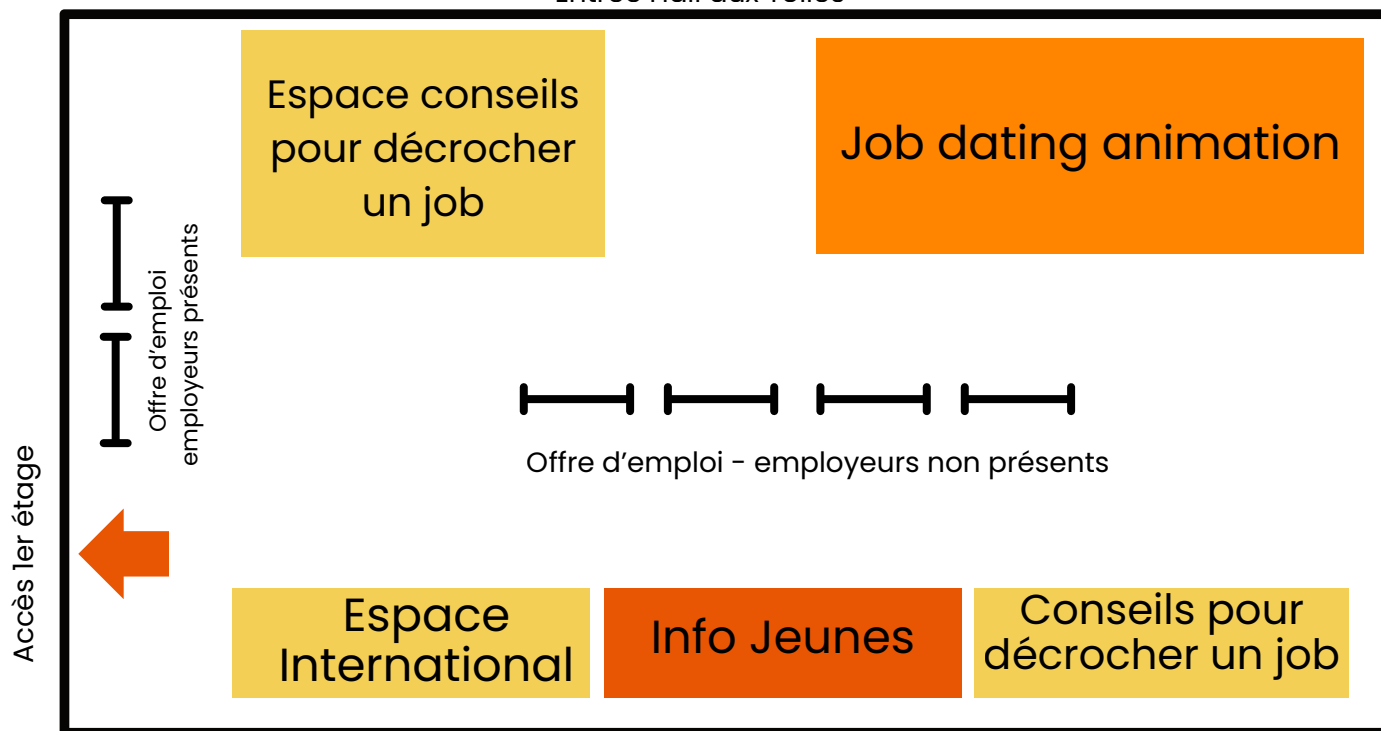 Espace conseils
pour décrocher
un job
Job dating animation
Offre d’emploi
employeurs présents
Offre d’emploi - employeurs non présents
Accès 1er étage
Espace
International
Info Jeunes
Conseils pour
décrocher un job